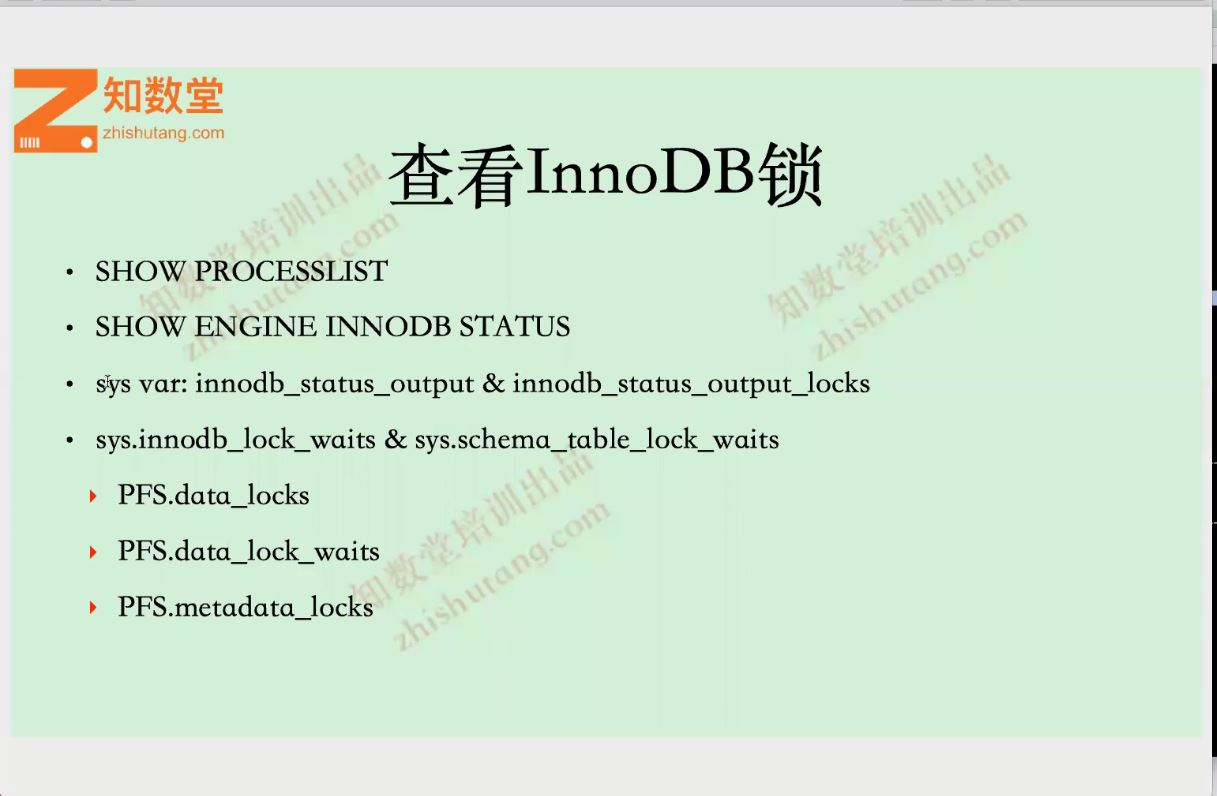 知数堂
zhishutang.com
查看InnoDB锁
知数堂培训出品
zhishutang.com
知数堂培训出品
zhishutang.com
• SHOW PROCESSLIST
• SHOW ENGINE INNODB STATUS
• sys var: innodb_status_output & innodb_status_output_locks
• sys.innodb_lock_waits & sys.schema_table_lock_waits
PFS.data_locks
PFS.data_lock_waits
PFS.metadata_locks
知数堂培训出品
zhishutang.com